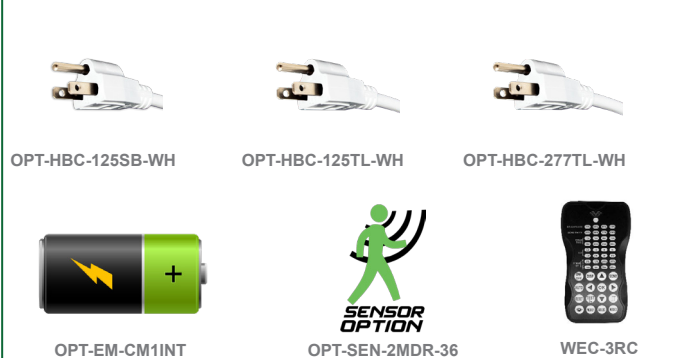 OPT-HBC-125SB-WH
OPT-HBC-125TL-WH
OPT-HBC-277TL-WH
+
SENSOR
OPTION
OPT-EM-CM1INT
OPT-SEN-2MDR-36
WEC-3RC